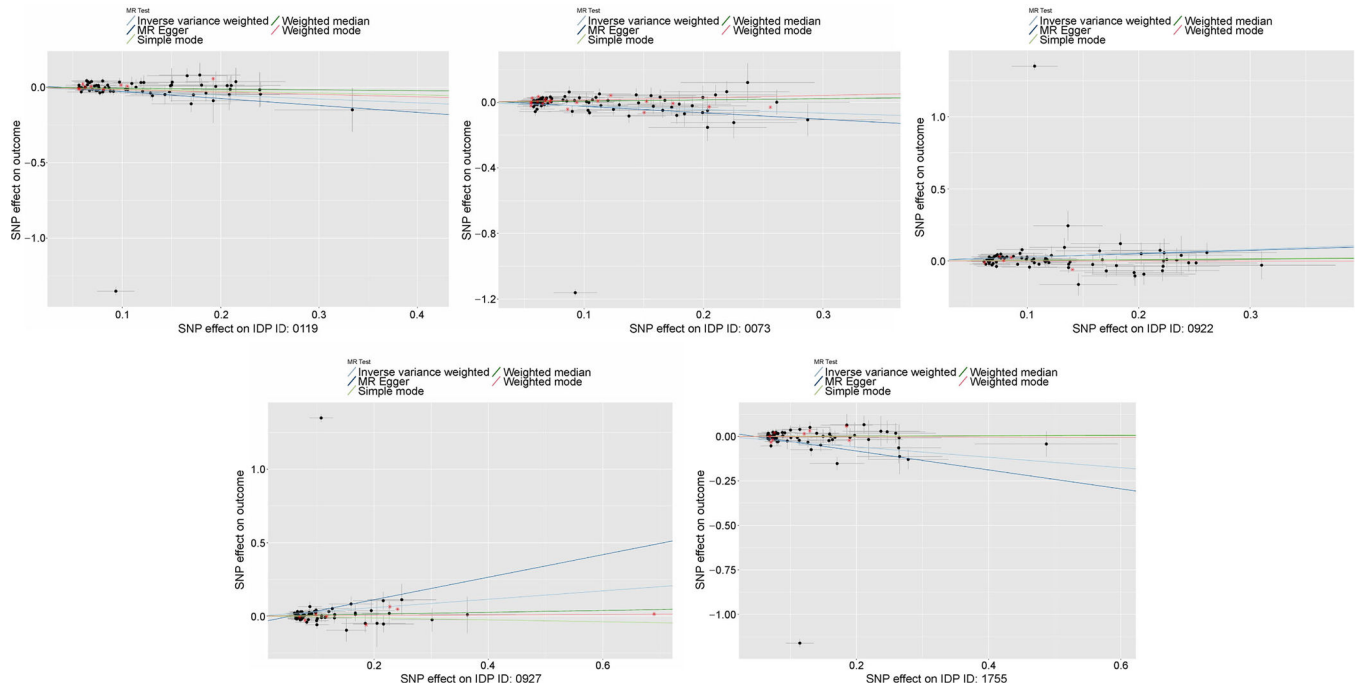 MR Test
Inverse variance weighted Weighted median
MR Egger Weighted mode
Simple mode
SNP effect on outcome
0.0
−0.5
−1.0
0.1 0.2 0.3 0.4
SNP effect on IDP ID: 0119
MR Test
Inverse variance weighted Weighted median
MR Egger Weighted mode
Simple mode
SNP effect on outcome
0.0
−0.4
−0.8
−1.2
0.1 0.2 0.3
SNP effect on IDP ID: 0073
MR Test
Inverse variance weighted Weighted median
MR Egger Weighted mode
Simple mode
SNP effect on outcome
1.0
0.5
0.0
0.1 0.2 0.3
SNP effect on IDP ID: 0922
MR Test
Inverse variance weighted Weighted median
MR Egger Weighted mode
Simple mode
SNP effect on outcome
1.0
0.5
0.0
0.2 0.4 0.6
SNP effect on IDP ID: 0927
MR Test
Inverse variance weighted Weighted median
MR Egger Weighted mode
Simple mode
SNP effect on outcome
0.00
−0.25
−0.50
−0.75
−1.00
0.2 0.4 0.6
SNP effect on IDP ID: 1755